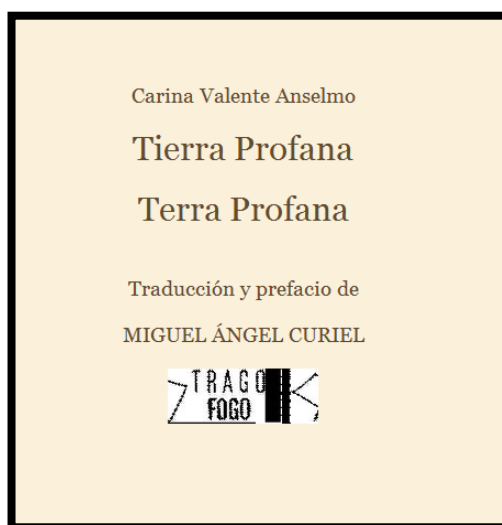 Carina Valente Anselmo
Tierra Profana
Terra Profana
Traducción y prefacio de
MIGUEL ÁNGEL CURIEL
TRAGO
FOGO